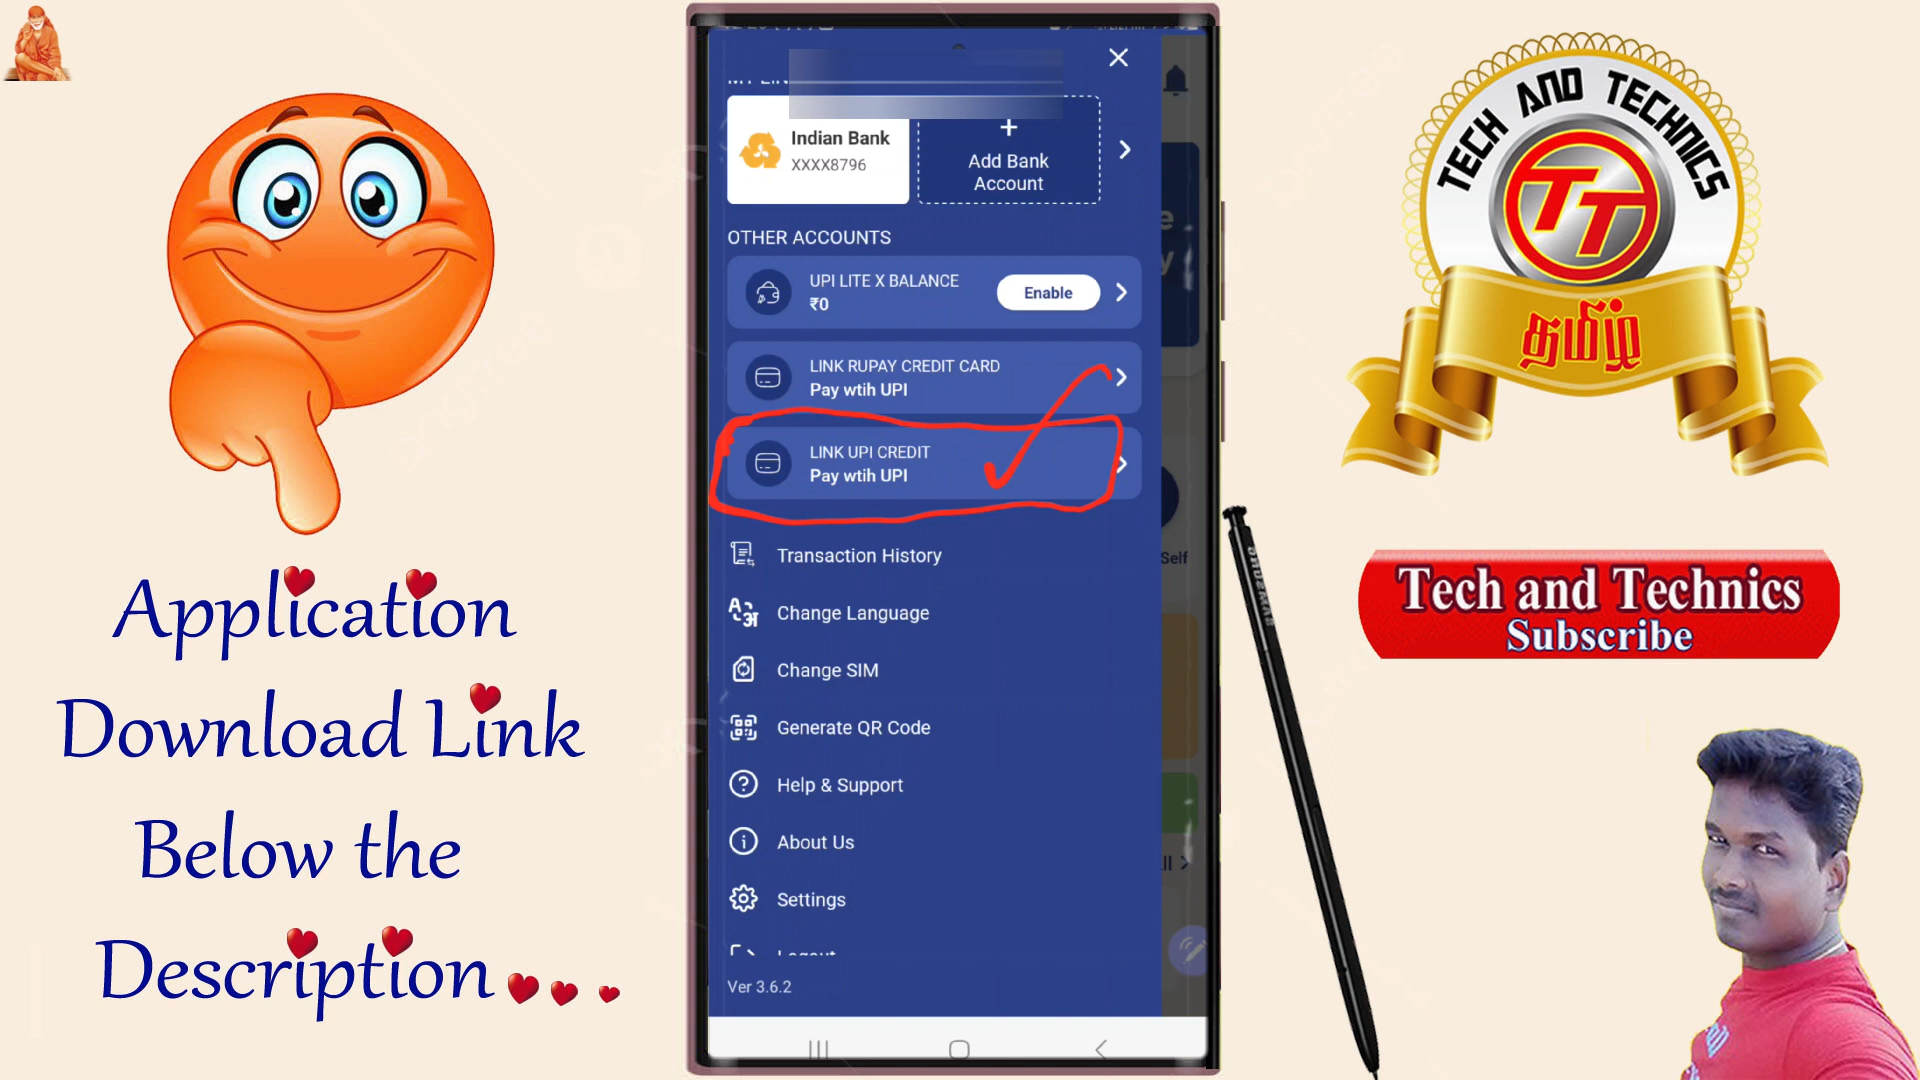 Application
Download Link
Below the
Description...
Indian Bank
XXXX8796
+
Add Bank
Account
OTHER ACCOUNTS
UPI LITE X BALANCE
₹0
Enable
LINK RUPAY CREDIT CARD
Pay wtih UPI
LINK UPI CREDIT
Pay wtih UPI
Transaction History
Change Language
Change SIM
Generate QR Code
Help & Support
About Us
Settings
Logout
Ver 3.6.2
Self
TECH AND TECHNICS
TT
தமிழ்
Tech and Technics
Subscribe